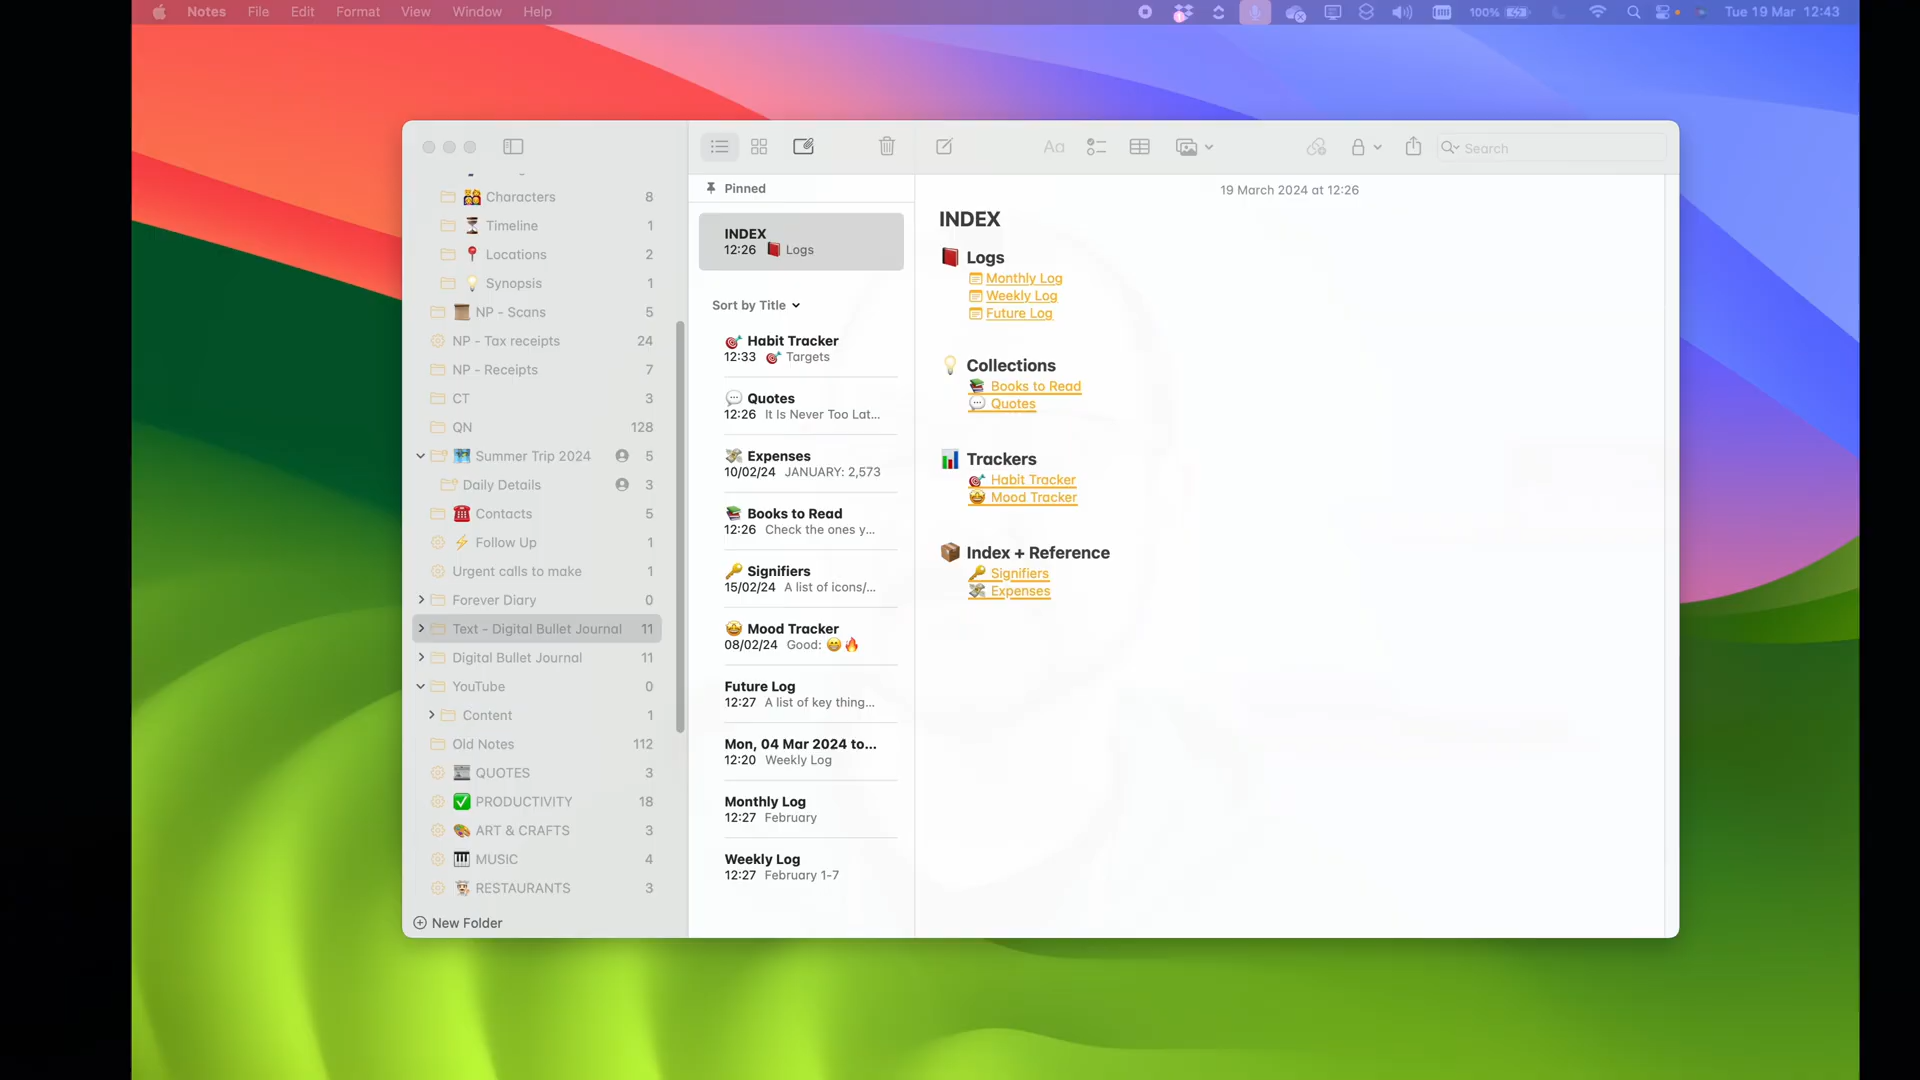 Notes File Edit Format View Window Help
100%
Tue 19 Mar 12:43
Characters 8
Timeline 1
Locations 2
Synopsis 1
NP - Scans 5
NP - Tax receipts 24
NP - Receipts 7
CT 3
QN 128
Summer Trip 2024 5
Daily Details 3
Contacts 5
Follow Up 1
Urgent calls to make 1
Forever Diary 0
Text - Digital Bullet Journal 11
Digital Bullet Journal 11
YouTube 0
Content 1
Old Notes 112
QUOTES 3
PRODUCTIVITY 18
ART & CRAFTS 3
MUSIC 4
RESTAURANTS 3
New Folder
Pinned
INDEX
12:26 Logs
Sort by Title
Habit Tracker
12:33 Targets
Quotes
12:26 It Is Never Too Lat...
Expenses
10/02/24 JANUARY: 2,573
Books to Read
12:26 Check the ones y...
Signifiers
15/02/24 A list of icons/...
Mood Tracker
08/02/24 Good:
Future Log
12:27 A list of key thing...
Mon, 04 Mar 2024 to...
12:20 Weekly Log
Monthly Log
12:27 February
Weekly Log
12:27 February 1-7
Aa
Search
19 March 2024 at 12:26
INDEX
Logs
Monthly Log
Weekly Log
Future Log
Collections
Books to Read
Quotes
Trackers
Habit Tracker
Mood Tracker
Index + Reference
Signifiers
Expenses